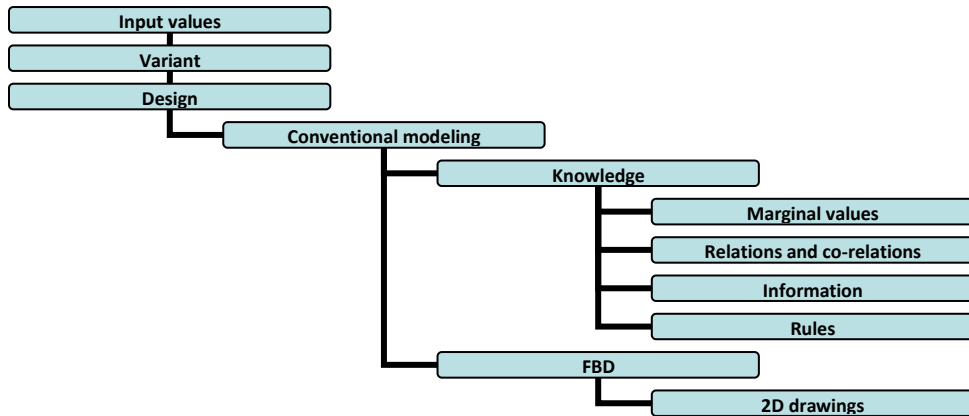 Input values
Variant
Design
Conventional modeling
Knowledge
Marginal values
Relations and co-relations
Information
Rules
FBD
2D drawings